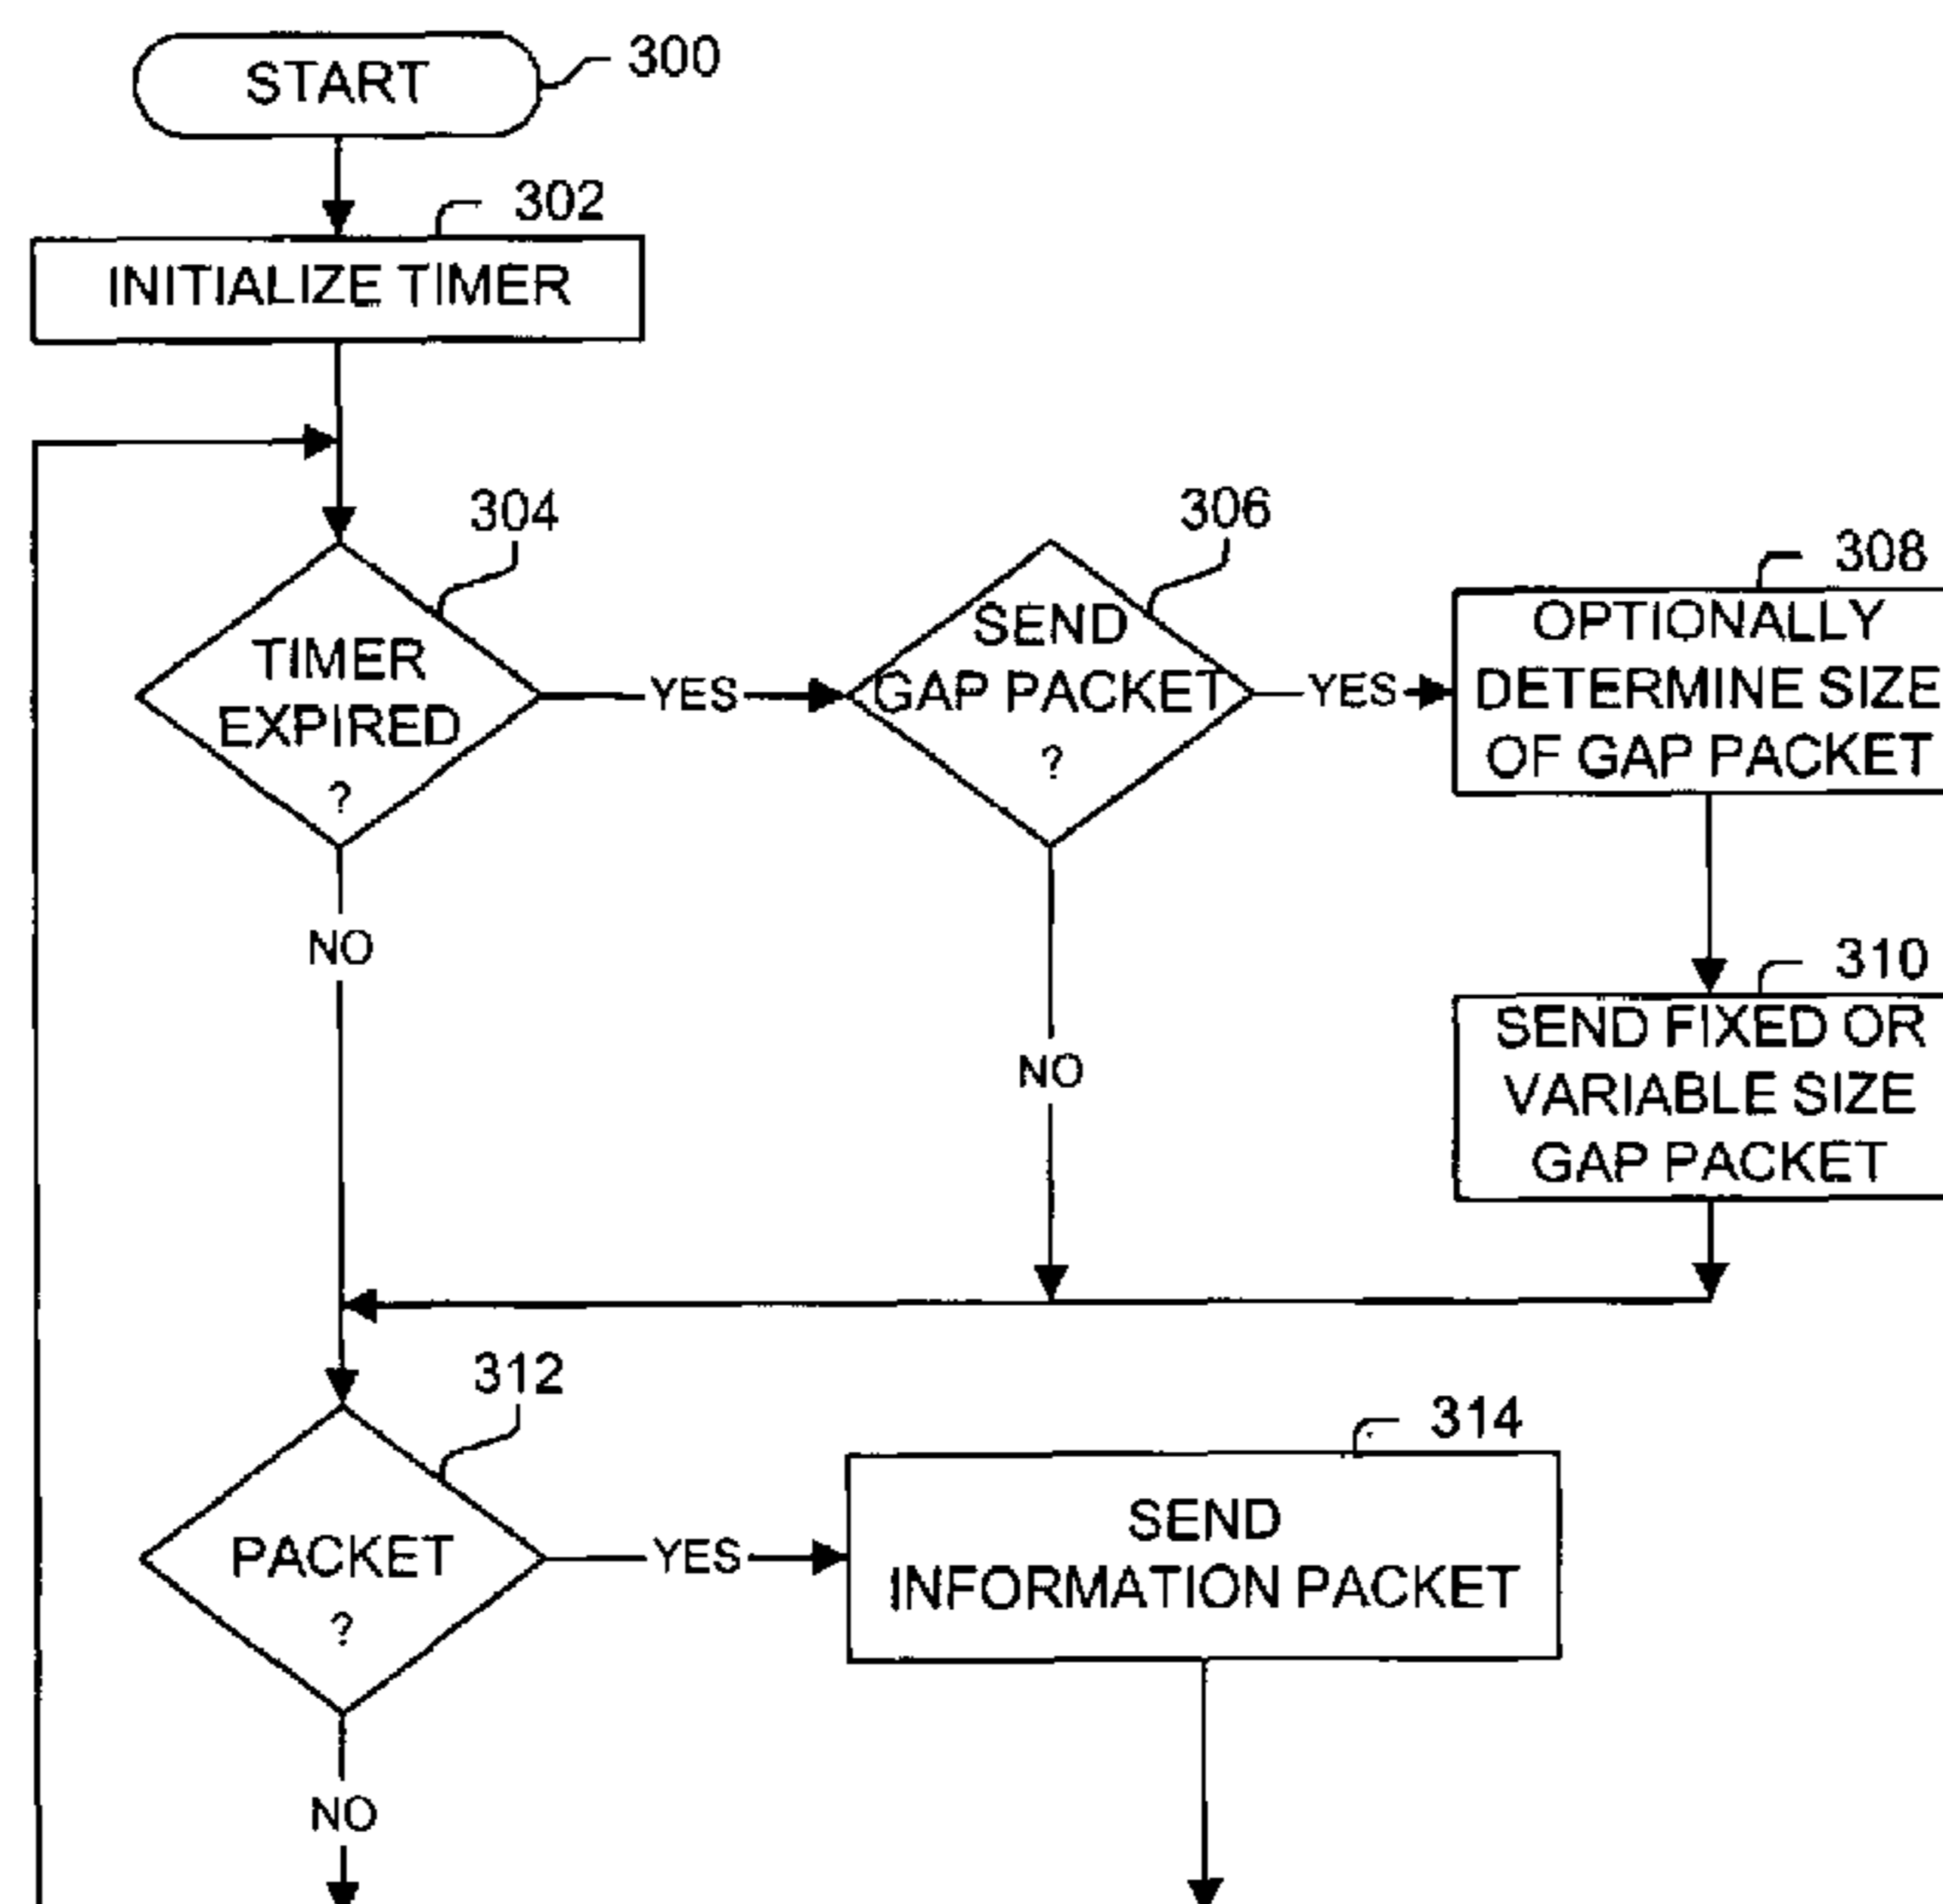 START
300
302
INITIALIZE TIMER
304
TIMER
EXPIRED
?
YES
NO
306
SEND
GAP PACKET
?
YES
NO
308
OPTIONALLY
DETERMINE SIZE
OF GAP PACKET
310
SEND FIXED OR
VARIABLE SIZE
GAP PACKET
312
PACKET
?
YES
NO
314
SEND
INFORMATION PACKET